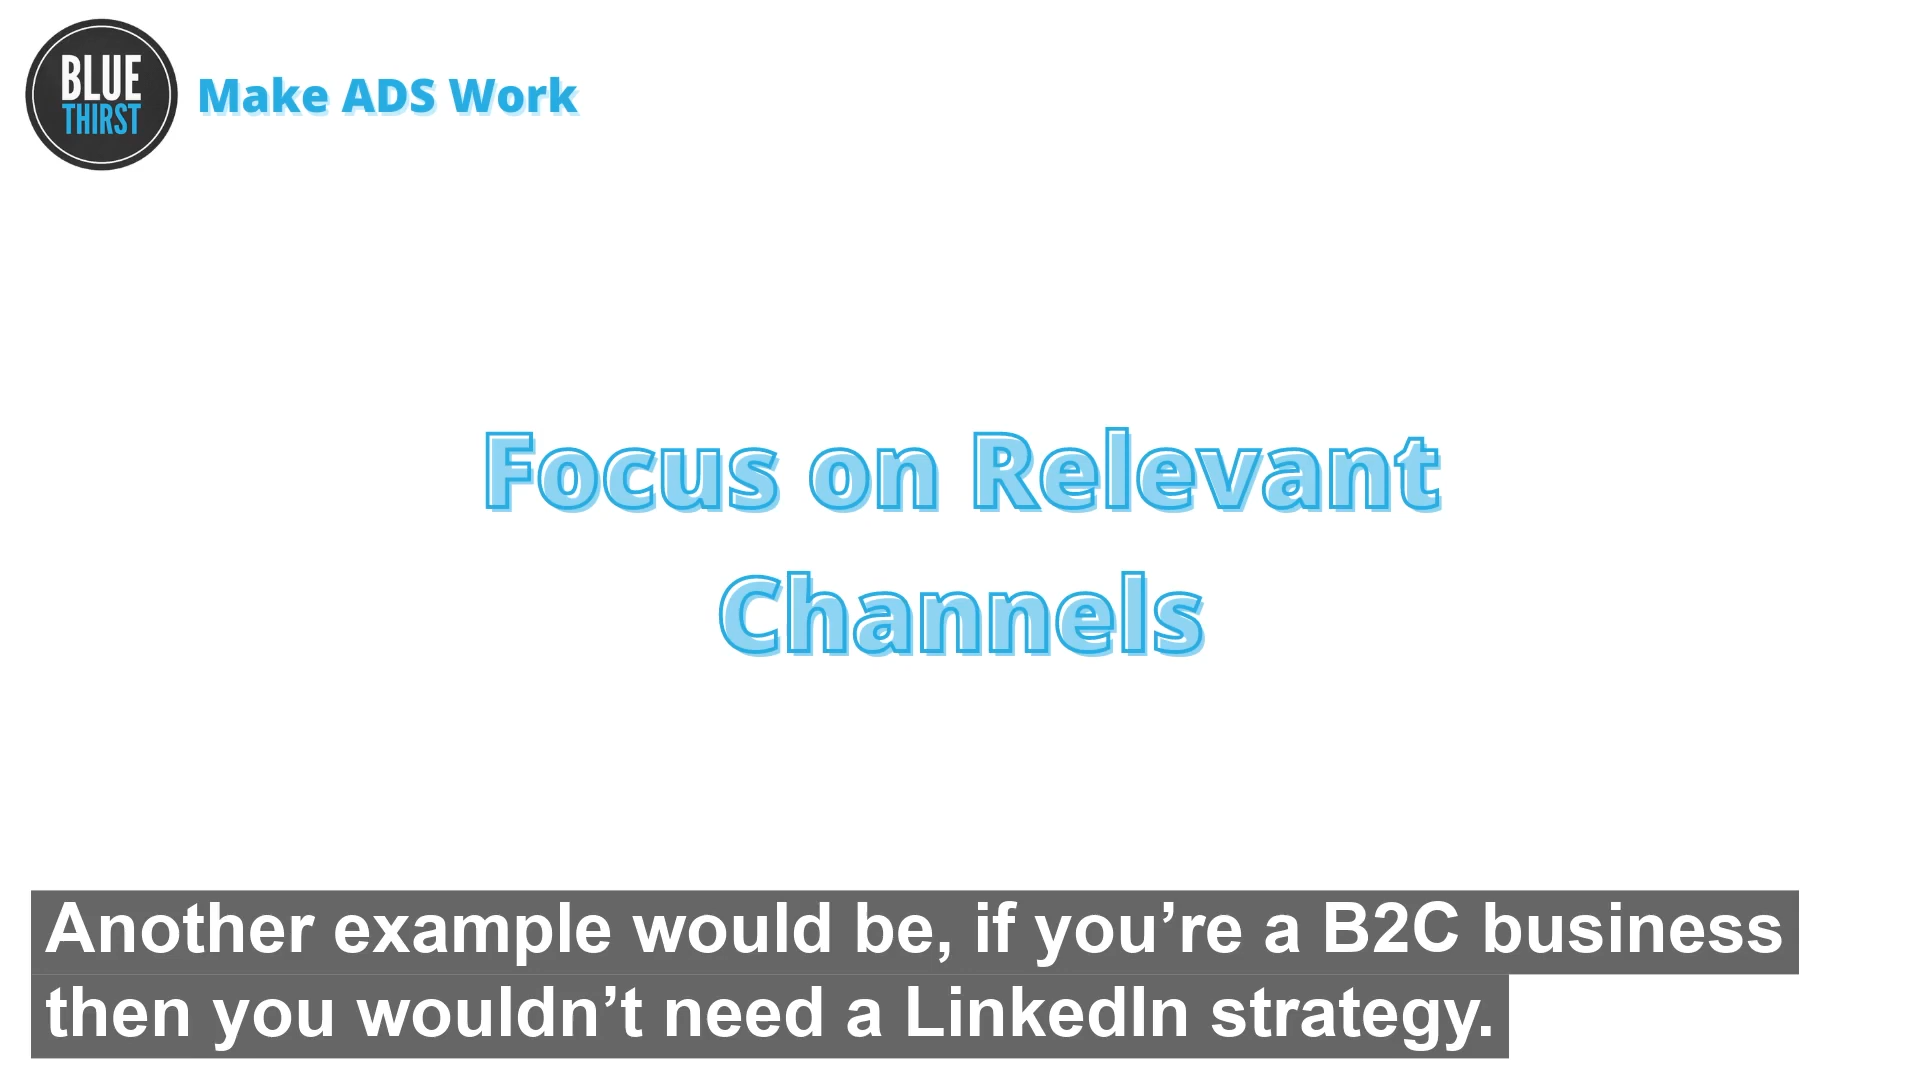 BLUE
THIRST
Make ADS Work
Focus on Relevant
Channels
Another example would be, if you’re a B2C business
then you wouldn’t need a LinkedIn strategy.